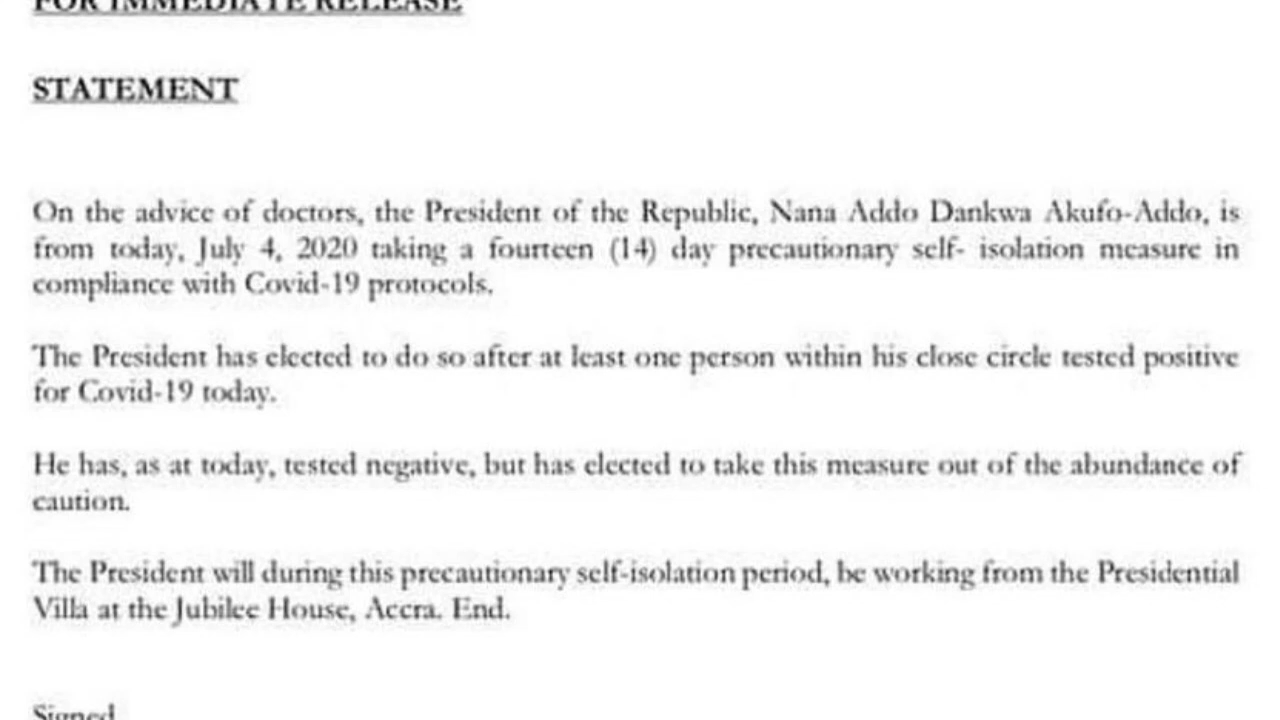 FOR IMMEDIATE RELEASE
STATEMENT
On the advice of doctors, the President of the Republic, Nana Addo Dankwa Akufo-Addo, is
from today, July 4, 2020 taking a fourteen (14) day precautionary self- isolation measure in
compliance with Covid-19 protocols.
The President has elected to do so after at least one person within his close circle tested positive
for Covid-19 today.
He has, as at today, tested negative, but has elected to take this measure out of the abundance of
caution.
The President will during this precautionary self-isolation period, be working from the Presidential
Villa at the Jubilee House, Accra. End.
Signed